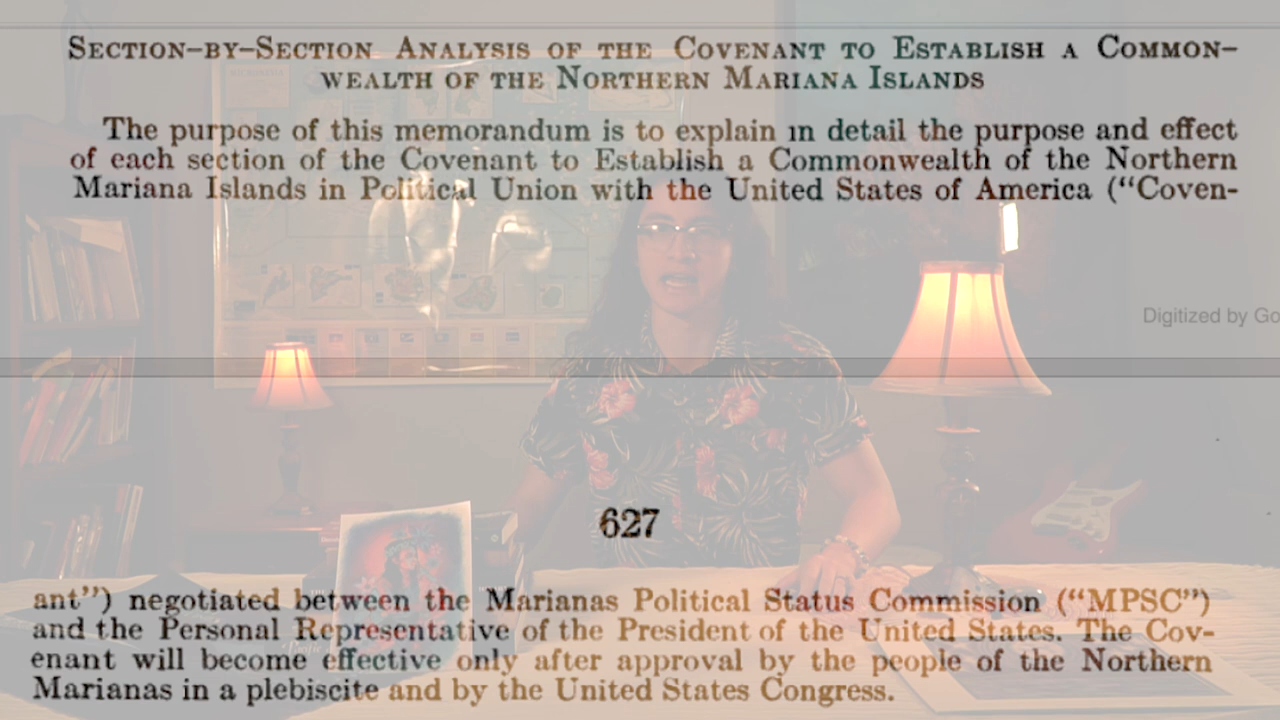 SECTION–BY–SECTION ANALYSIS OF THE COVENANT TO ESTABLISH A COMMON–
WEALTH OF THE NORTHERN MARIANA ISLANDS
The purpose of this memorandum is to explain in detail the purpose and effect
of each section of the Covenant to Establish a Commonwealth of the Northern
Mariana Islands in Political Union with the United States of America (“Coven-
Digitized by Go
627
ant”) negotiated between the Marianas Political Status Commission (“MPSC”)
and the Personal Representative of the President of the United States. The Cov-
enant will become effective only after approval by the people of the Northern
Marianas in a plebiscite and by the United States Congress.